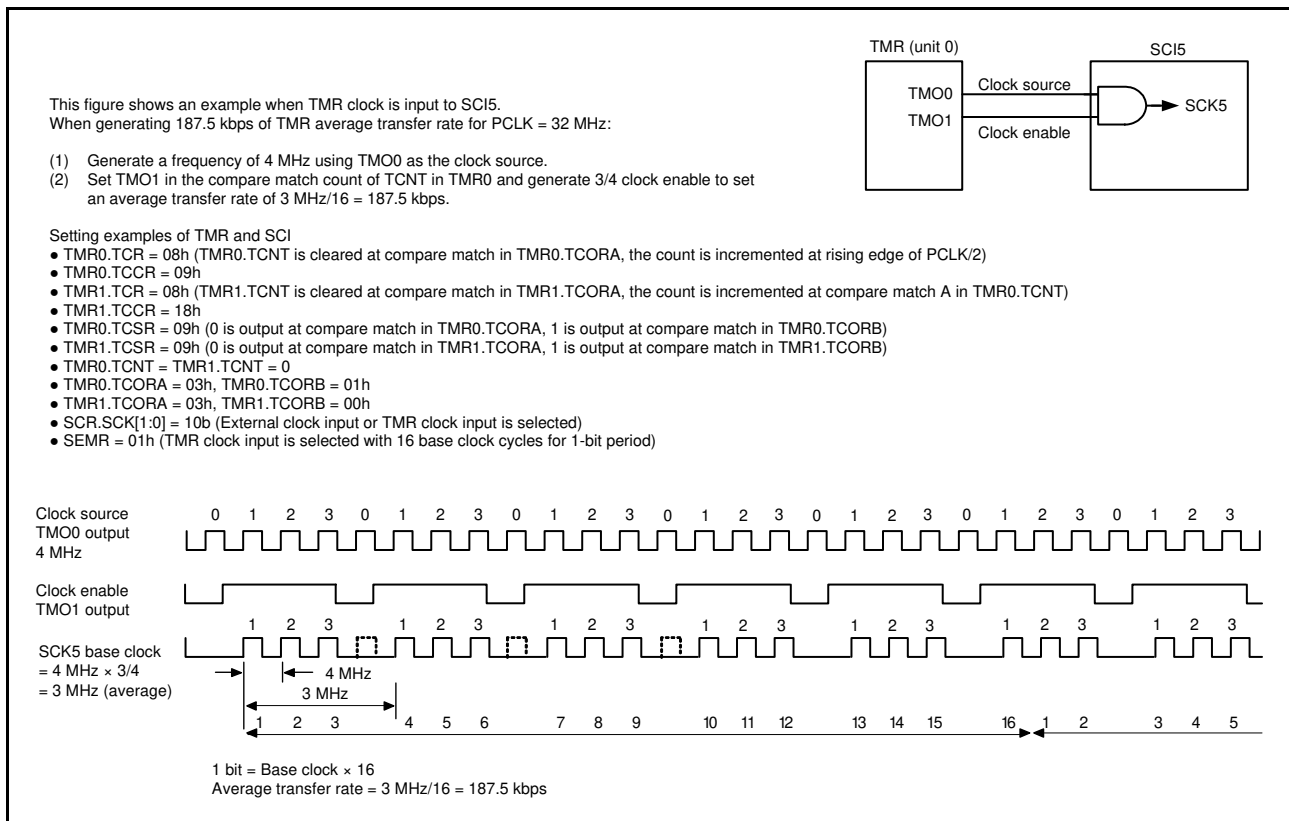 TMR (unit 0)
SCI5
TMO0
Clock source
SCK5
TMO1
Clock enable
This figure shows an example when TMR clock is input to SCI5.
When generating 187.5 kbps of TMR average transfer rate for PCLK = 32 MHz:
(1) Generate a frequency of 4 MHz using TMO0 as the clock source.
(2) Set TMO1 in the compare match count of TCNT in TMR0 and generate 3/4 clock enable to set
an average transfer rate of 3 MHz/16 = 187.5 kbps.
Setting examples of TMR and SCI
● TMR0.TCR = 08h (TMR0.TCNT is cleared at compare match in TMR0.TCORA, the count is incremented at rising edge of PCLK/2)
● TMR0.TCCR = 09h
● TMR1.TCR = 08h (TMR1.TCNT is cleared at compare match in TMR1.TCORA, the count is incremented at compare match A in TMR0.TCNT)
● TMR1.TCCR = 18h
● TMR0.TCSR = 09h (0 is output at compare match in TMR0.TCORA, 1 is output at compare match in TMR0.TCORB)
● TMR1.TCSR = 09h (0 is output at compare match in TMR1.TCORA, 1 is output at compare match in TMR1.TCORB)
● TMR0.TCNT = TMR1.TCNT = 0
● TMR0.TCORA = 03h, TMR0.TCORB = 01h
● TMR1.TCORA = 03h, TMR1.TCORB = 00h
● SCR.SCK[1:0] = 10b (External clock input or TMR clock input is selected)
● SEMR = 01h (TMR clock input is selected with 16 base clock cycles for 1-bit period)
Clock source
TMO0 output
4 MHz
0 1 2 3 0 1 2 3 0 1 2 3 0 1 2 3 0 1 2 3 0 1 2 3 0 1 2 3
Clock enable
TMO1 output
1 2 3 1 2 3 1 2 3 1 2 3 1 2 3 1 2 3 1 2 3
SCK5 base clock
= 4 MHz × 3/4
= 3 MHz (average)
4 MHz
3 MHz
1 2 3 4 5 6 7 8 9 10 11 12 13 14 15 16 1 2 3 4 5
1 bit = Base clock × 16
Average transfer rate = 3 MHz/16 = 187.5 kbps